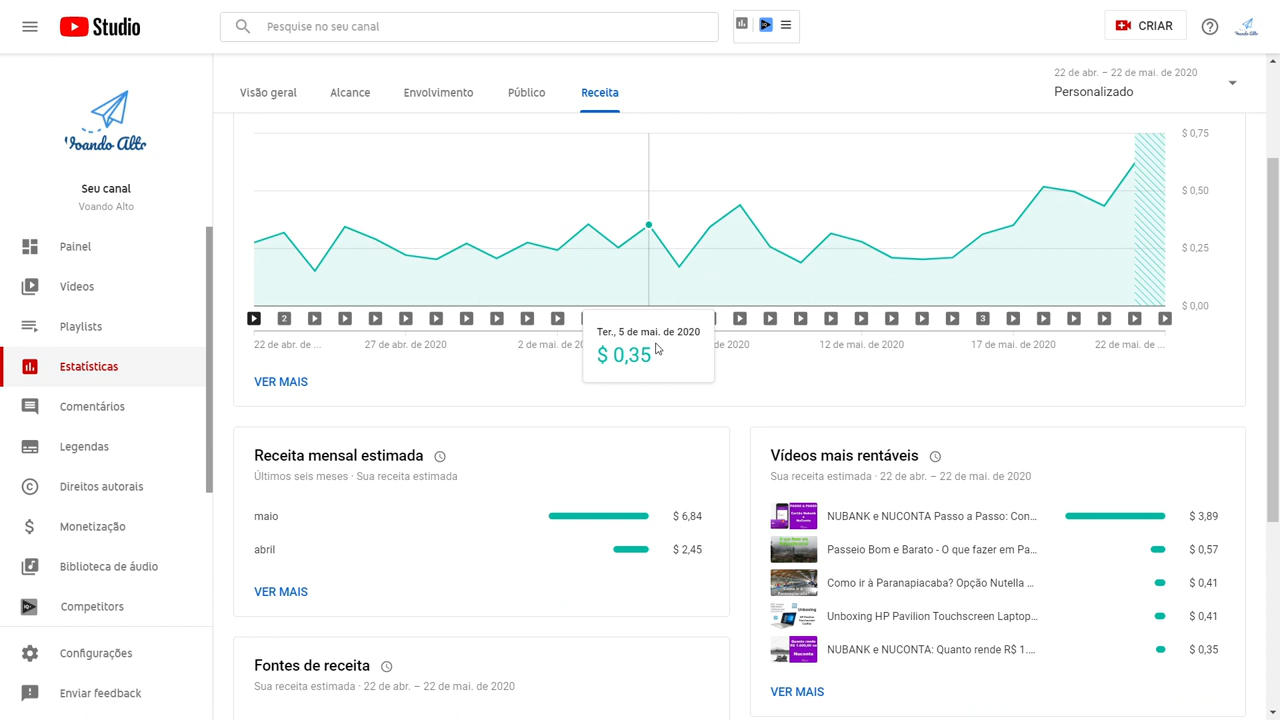 Studio
Pesquise no seu canal
CRIAR
Voando Alto
Seu canal
Voando Alto
Painel
Vídeos
Playlists
Estatísticas
Comentários
Legendas
Direitos autorais
Monetização
Biblioteca de áudio
Competitors
Configurações
Enviar feedback
Visão geral
Alcance
Envolvimento
Público
Receita
22 de abr. – 22 de mai. de 2020
Personalizado
$ 0,75
$ 0,50
$ 0,25
$ 0,00
2
3
22 de abr. de ...
27 de abr. de 2020
2 de mai. de
de 2020
12 de mai. de 2020
17 de mai. de 2020
22 de mai. de ...
Ter., 5 de mai. de 2020
$ 0,35
VER MAIS
Receita mensal estimada
Últimos seis meses · Sua receita estimada
maio $ 6,84
abril $ 2,45
VER MAIS
Fontes de receita
Sua receita estimada · 22 de abr. – 22 de mai. de 2020
Vídeos mais rentáveis
Sua receita estimada · 22 de abr. – 22 de mai. de 2020
NUBANK e NUCONTA Passo a Passo: Con... $ 3,89
Passeio Bom e Barato - O que fazer em Pa... $ 0,57
Como ir à Paranapiacaba? Opção Nutella ... $ 0,41
Unboxing HP Pavilion Touchscreen Laptop... $ 0,41
NUBANK e NUCONTA: Quanto rende R$ 1.... $ 0,35
VER MAIS